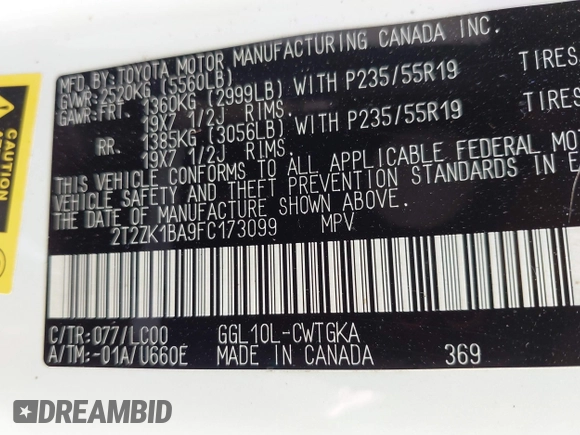 MFD. BY: TOYOTA MOTOR MANUFACTURING CANADA INC.
GVWR: 2520KG (5560LB)
GAWR: FRT. 1360KG (2999LB) WITH P235/55R19 TIRES
19X7 1/2J RIMS.
RR. 1385KG (3056LB) WITH P235/55R19 TIRES
19X7 1/2J RIMS.
THIS VEHICLE CONFORMS TO ALL APPLICABLE FEDERAL MO
VEHICLE SAFETY AND THEFT PREVENTION STANDARDS IN E
THE DATE OF MANUFACTURE SHOWN ABOVE.
2T2ZK1BA9FC173099 MPV
C/TR: 077/LC00 GGL10L-CWTGKA
A/TM: -01A/U660E MADE IN CANADA 369
CAUTION
DREAMBID